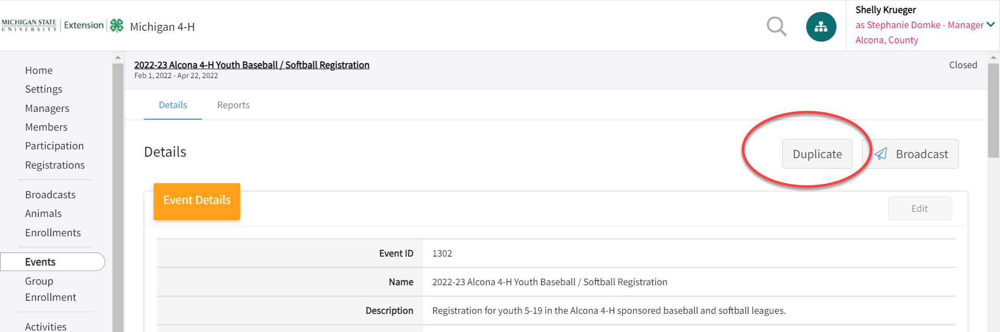 MICHIGAN STATE
UNIVERSITY
Extension
Michigan 4-H
Shelly Krueger
as Stephanie Domke - Manager
Alcona, County
Home
Settings
Managers
Members
Participation
Registrations
Broadcasts
Animals
Enrollments
Events
Group
Enrollment
Activities
2022-23 Alcona 4-H Youth Baseball / Softball Registration
Feb 1, 2022 - Apr 22, 2022
Closed
Details
Reports
Details
Duplicate
Broadcast
Event Details
Edit
Event ID 1302
Name 2022-23 Alcona 4-H Youth Baseball / Softball Registration
Description Registration for youth 5-19 in the Alcona 4-H sponsored baseball and softball leagues.